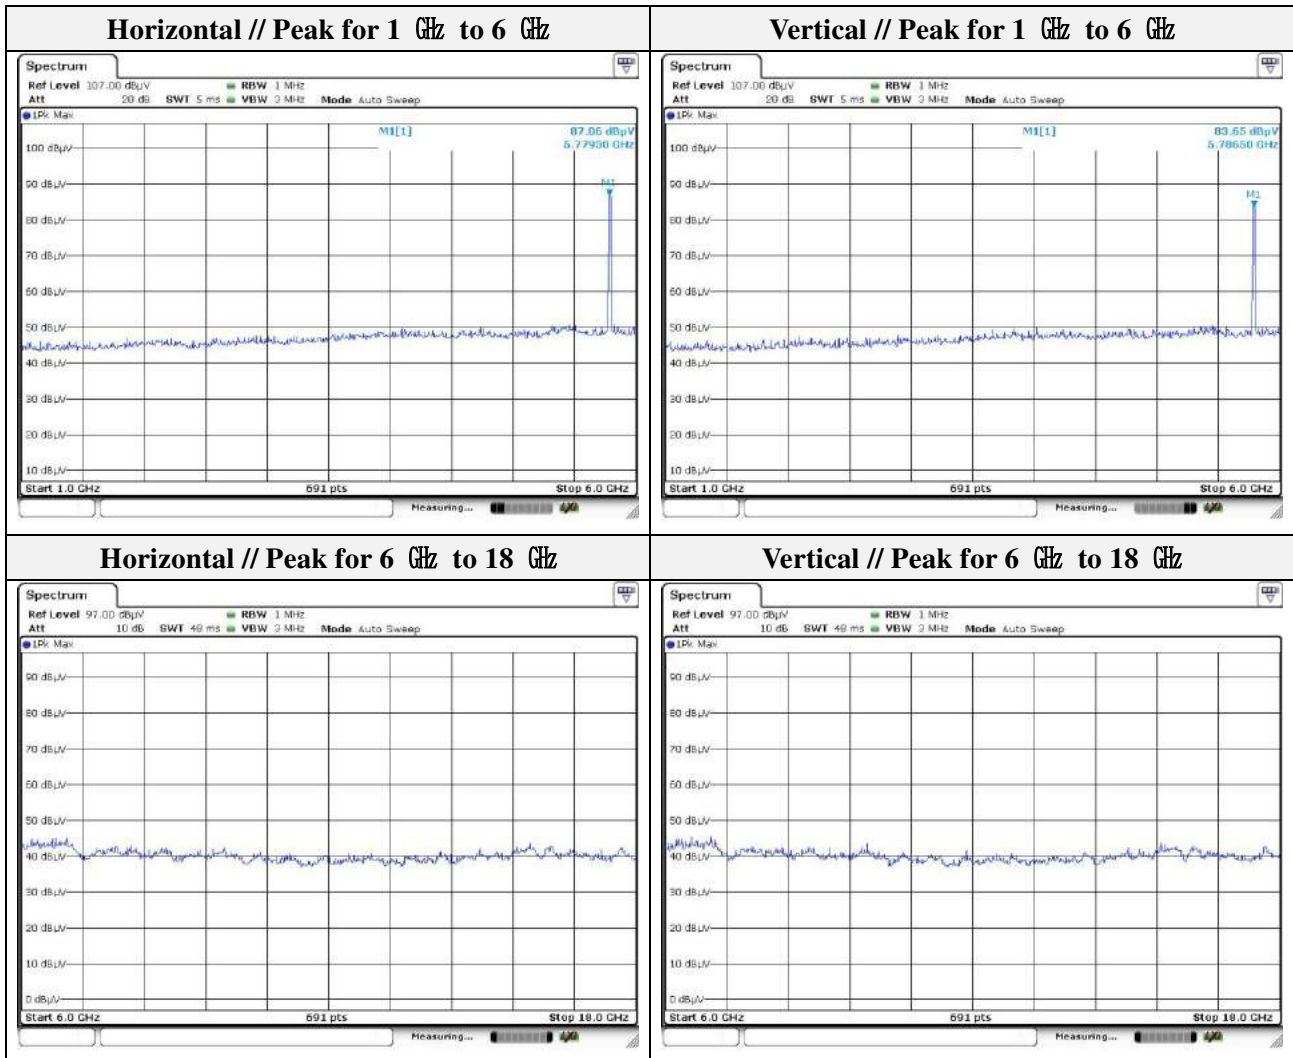 Horizontal // Peak for 1 ㎓ to 6 ㎓
Spectrum
Ref Level 107.00 dBµV RBW 1 MHz
Att 20 dB SWT 5 ms VBW 3 MHz Mode Auto Sweep
1Pk Max
M1[1] 87.06 dBµV
5.77930 GHz
M1
100 dBµV
90 dBµV
80 dBµV
70 dBµV
60 dBµV
50 dBµV
40 dBµV
30 dBµV
20 dBµV
10 dBµV
Start 1.0 GHz 691 pts Stop 6.0 GHz
Measuring...
Vertical // Peak for 1 ㎓ to 6 ㎓
Spectrum
Ref Level 107.00 dBµV RBW 1 MHz
Att 20 dB SWT 5 ms VBW 3 MHz Mode Auto Sweep
1Pk Max
M1[1] 83.65 dBµV
5.78650 GHz
100 dBµV
90 dBµV
M1
80 dBµV
70 dBµV
60 dBµV
50 dBµV
40 dBµV
30 dBµV
20 dBµV
10 dBµV
Start 1.0 GHz 691 pts Stop 6.0 GHz
Measuring...
Horizontal // Peak for 6 ㎓ to 18 ㎓
Spectrum
Ref Level 97.00 dBµV RBW 1 MHz
Att 10 dB SWT 48 ms VBW 3 MHz Mode Auto Sweep
1Pk Max
90 dBµV
80 dBµV
70 dBµV
60 dBµV
50 dBµV
40 dBµV
30 dBµV
20 dBµV
10 dBµV
0 dBµV
Start 6.0 GHz 691 pts Stop 18.0 GHz
Measuring...
Vertical // Peak for 6 ㎓ to 18 ㎓
Spectrum
Ref Level 97.00 dBµV RBW 1 MHz
Att 10 dB SWT 48 ms VBW 3 MHz Mode Auto Sweep
1Pk Max
90 dBµV
80 dBµV
70 dBµV
60 dBµV
50 dBµV
40 dBµV
30 dBµV
20 dBµV
10 dBµV
0 dBµV
Start 6.0 GHz 691 pts Stop 18.0 GHz
Measuring...